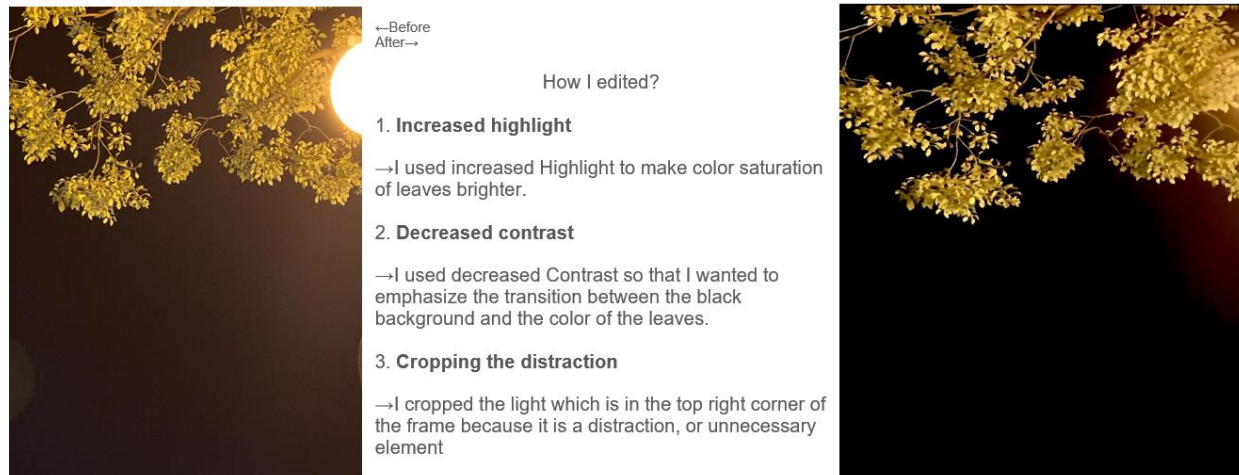 ←Before
After→
How I edited?
1. Increased highlight
→I used increased Highlight to make color saturation
of leaves brighter.
2. Decreased contrast
→I used decreased Contrast so that I wanted to
emphasize the transition between the black
background and the color of the leaves.
3. Cropping the distraction
→I cropped the light which is in the top right corner of
the frame because it is a distraction, or unnecessary
element